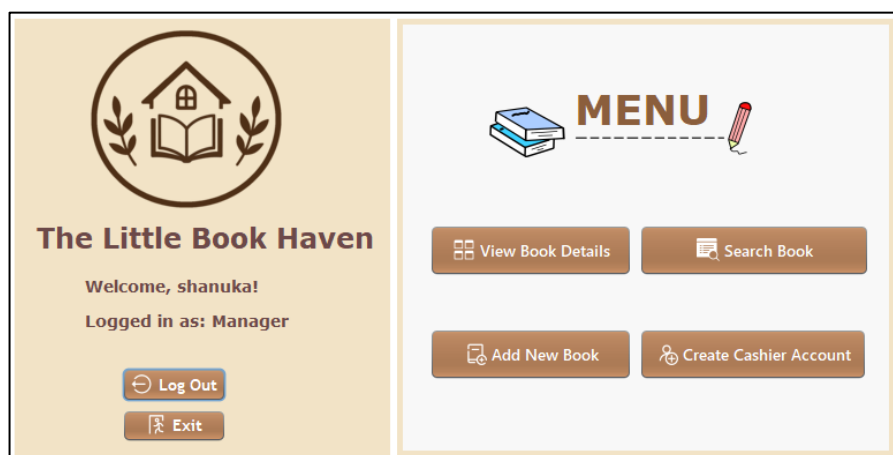 The Little Book Haven
Welcome, shanuka!
Logged in as: Manager
Log Out
Exit
MENU
View Book Details
Search Book
Add New Book
Create Cashier Account